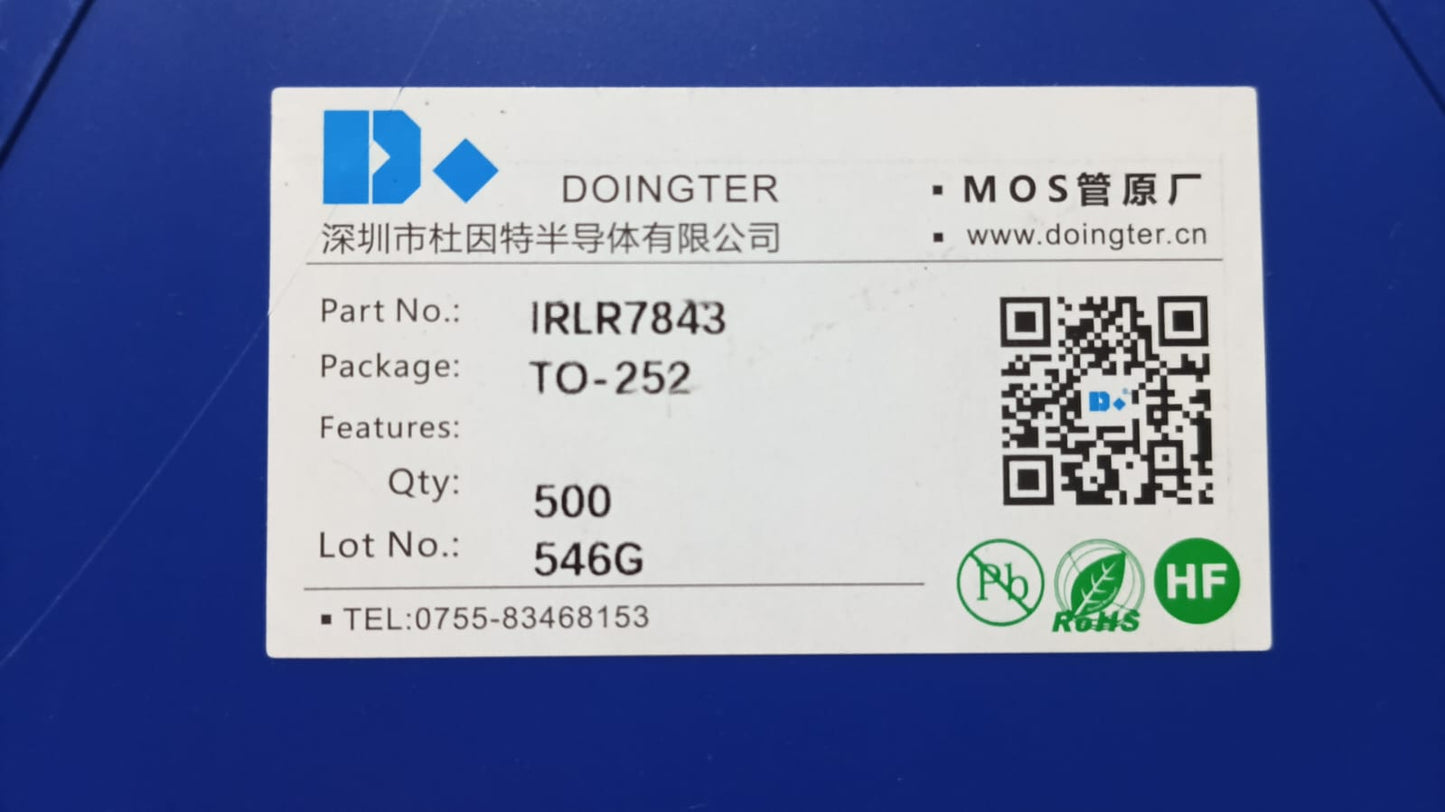 DOINGTER
深圳市杜因特半导体有限公司
▪ MOS管原厂
▪ www.doingter.cn
Part No.: IRLR7843
Package: TO-252
Features:
Qty: 500
Lot No.: 546G
▪ TEL:0755-83468153
Pb
RoHS
HF